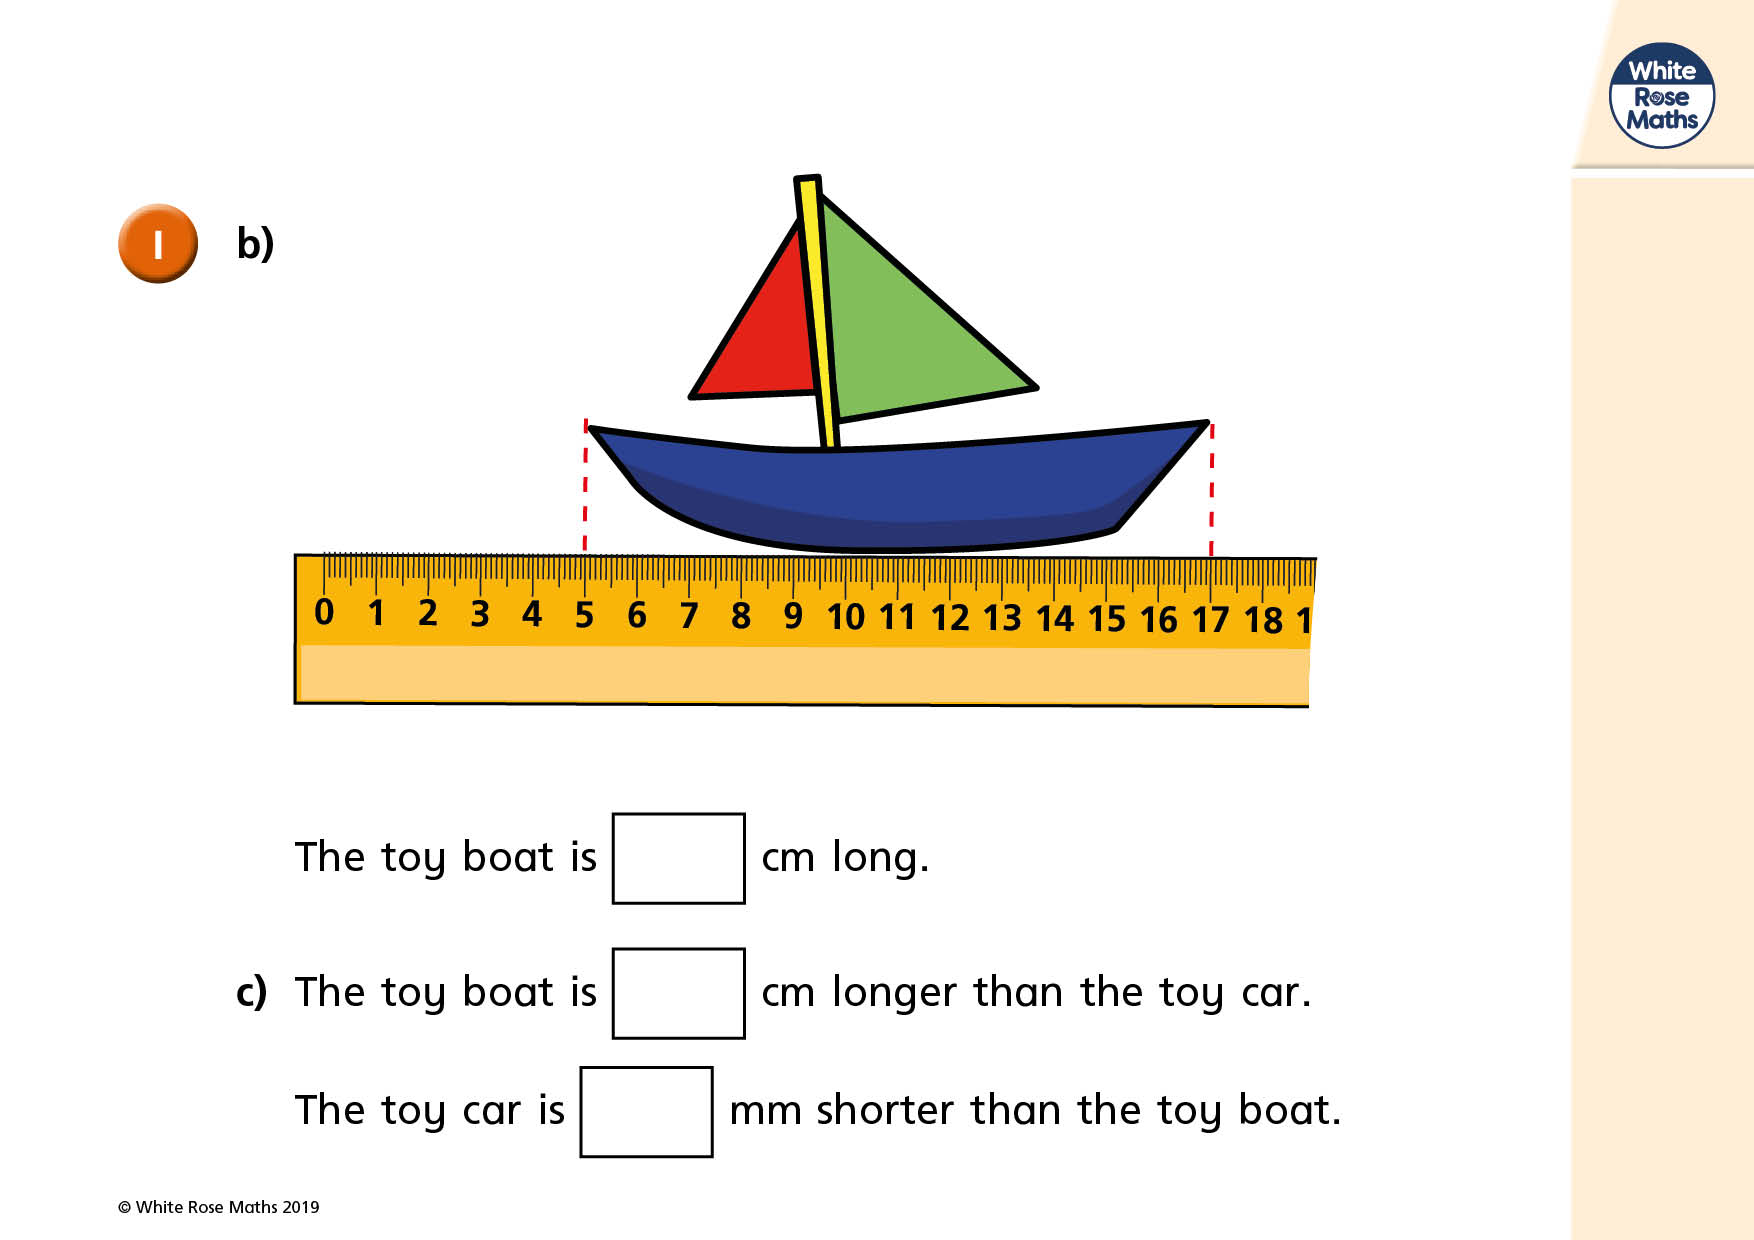 White
Rose
Maths
1 b)
0 1 2 3 4 5 6 7 8 9 10 11 12 13 14 15 16 17 18 1
The toy boat is cm long.
c) The toy boat is cm longer than the toy car.
The toy car is mm shorter than the toy boat.
© White Rose Maths 2019